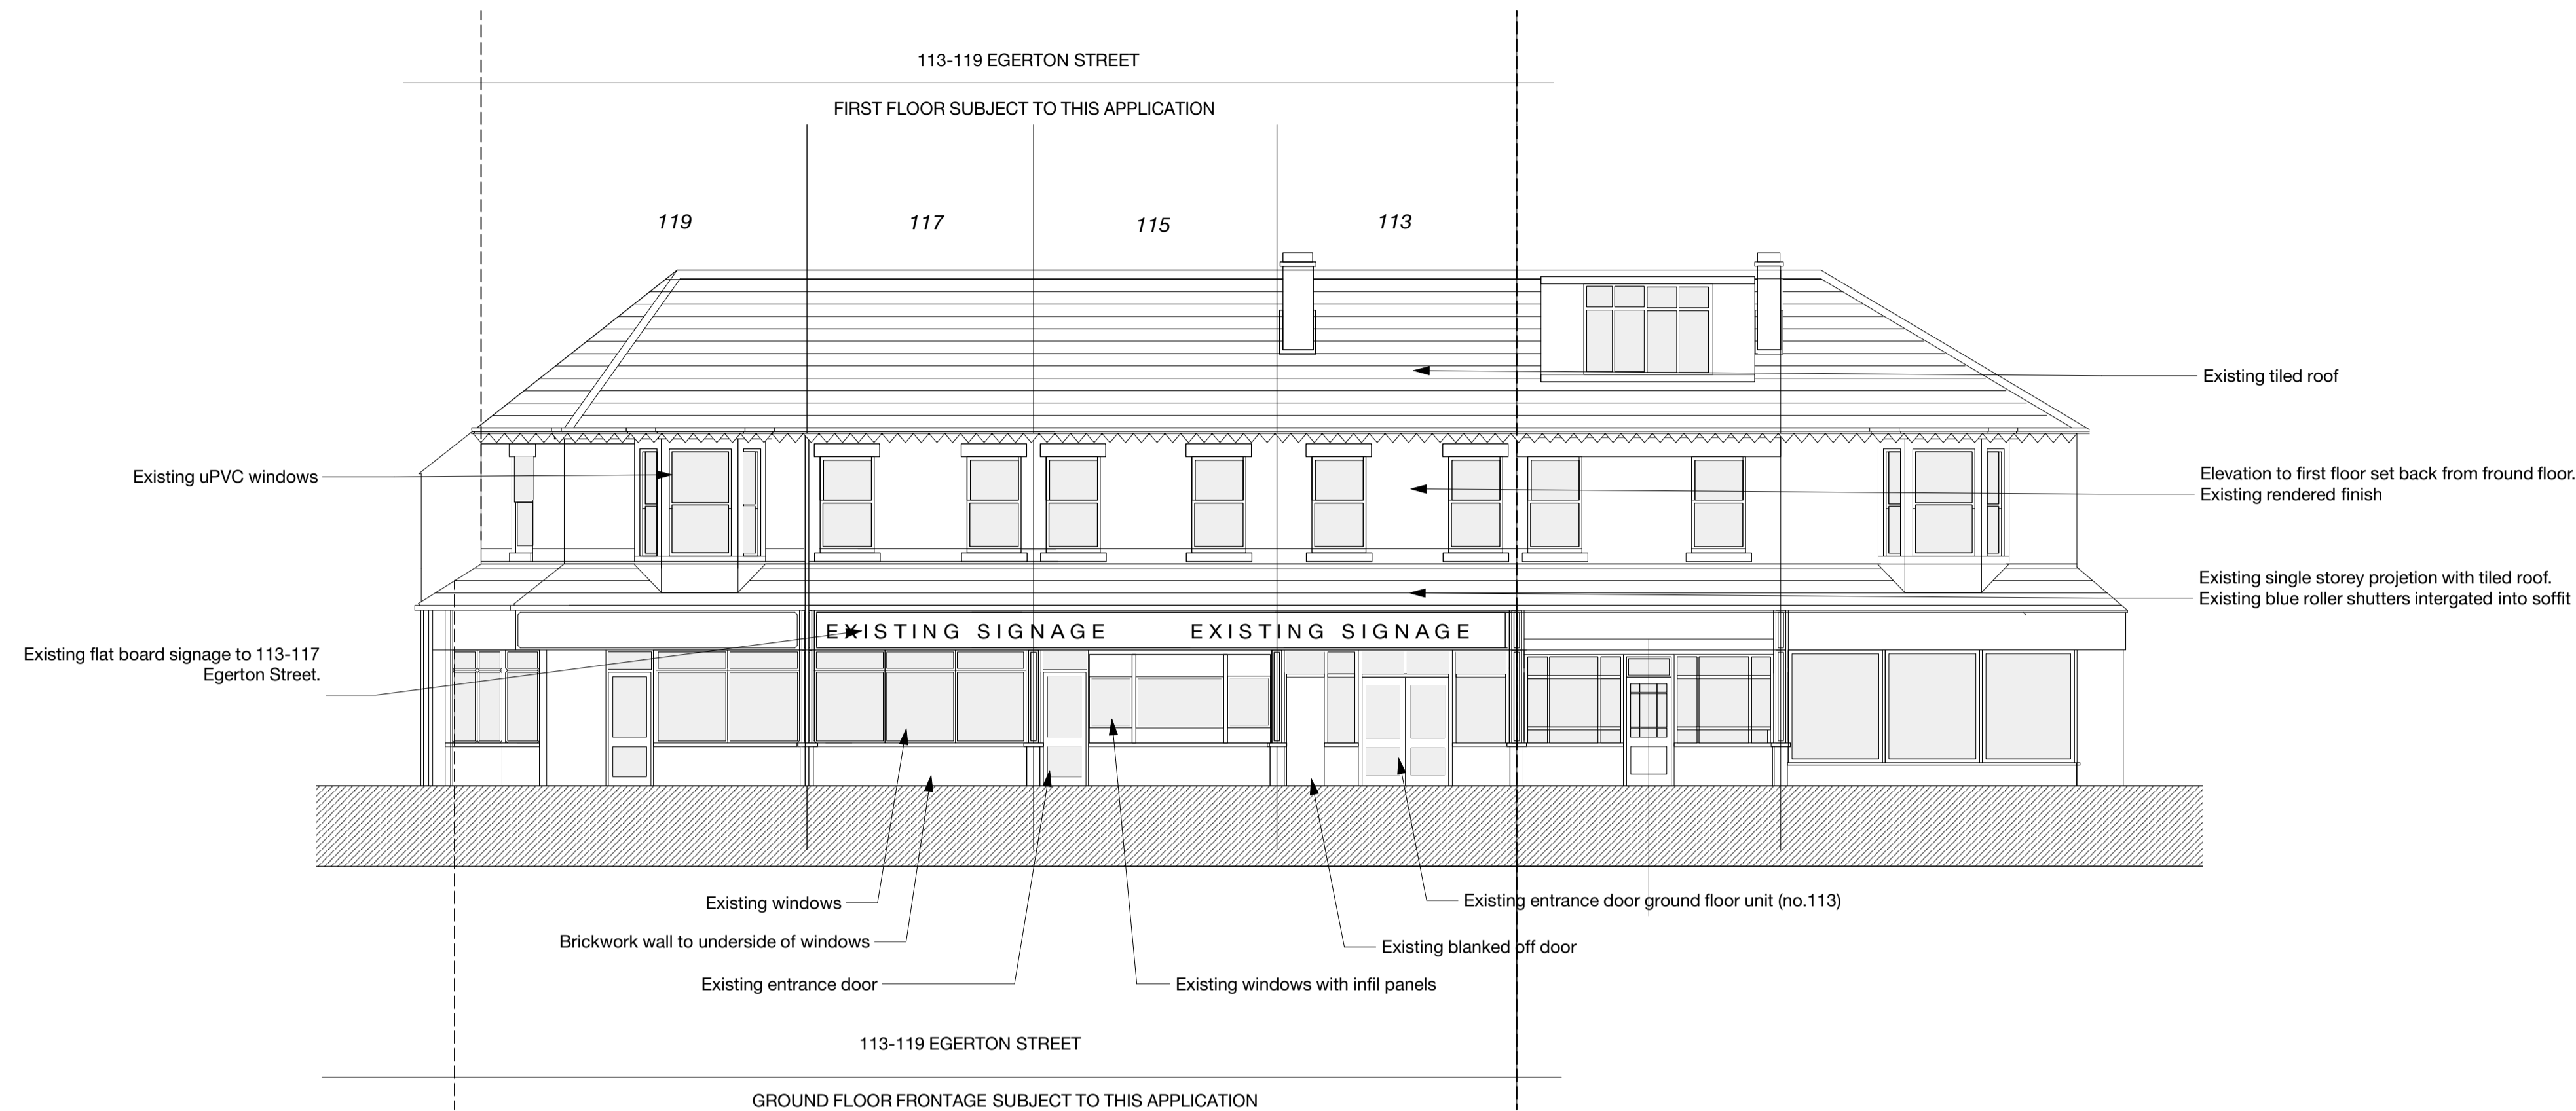 113-119 EGERTON STREET
FIRST FLOOR SUBJECT TO THIS APPLICATION
119
117
115
113
Existing tiled roof
Existing uPVC windows
Elevation to first floor set back from fround floor.
Existing rendered finish
Existing single storey projetion with tiled roof.
Existing blue roller shutters intergated into soffit
EXISTING SIGNAGE
EXISTING SIGNAGE
Existing flat board signage to 113-117
Egerton Street.
Existing windows
Existing entrance door ground floor unit (no.113)
Brickwork wall to underside of windows
Existing blanked off door
Existing entrance door
Existing windows with infil panels
113-119 EGERTON STREET
GROUND FLOOR FRONTAGE SUBJECT TO THIS APPLICATION